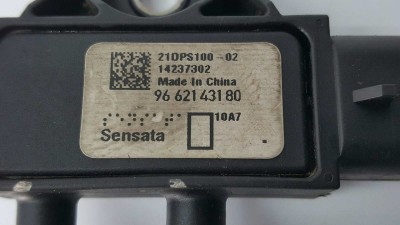 21DPS100-02
14237302
Made In China
96 621 431 80
10A7
Sensata